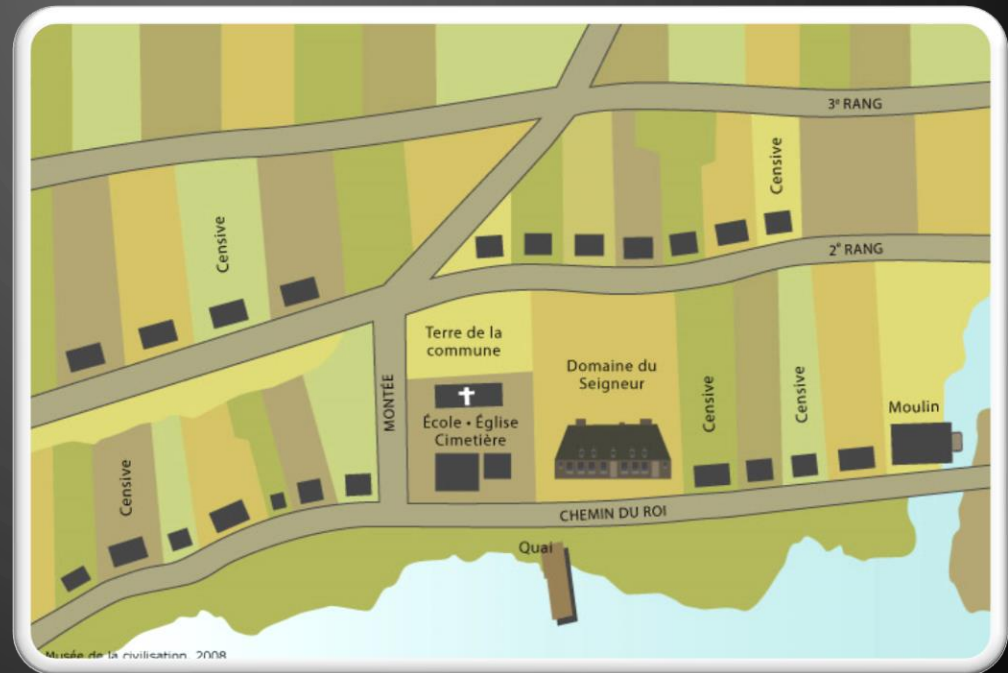 3e RANG
Censive
Censive
2e RANG
Terre de la
commune
MONTÉE
Domaine du
Seigneur
École • Église
Cimetière
Censive
Censive
Moulin
Censive
CHEMIN DU ROI
Quai
Musée de la civilisation, 2008